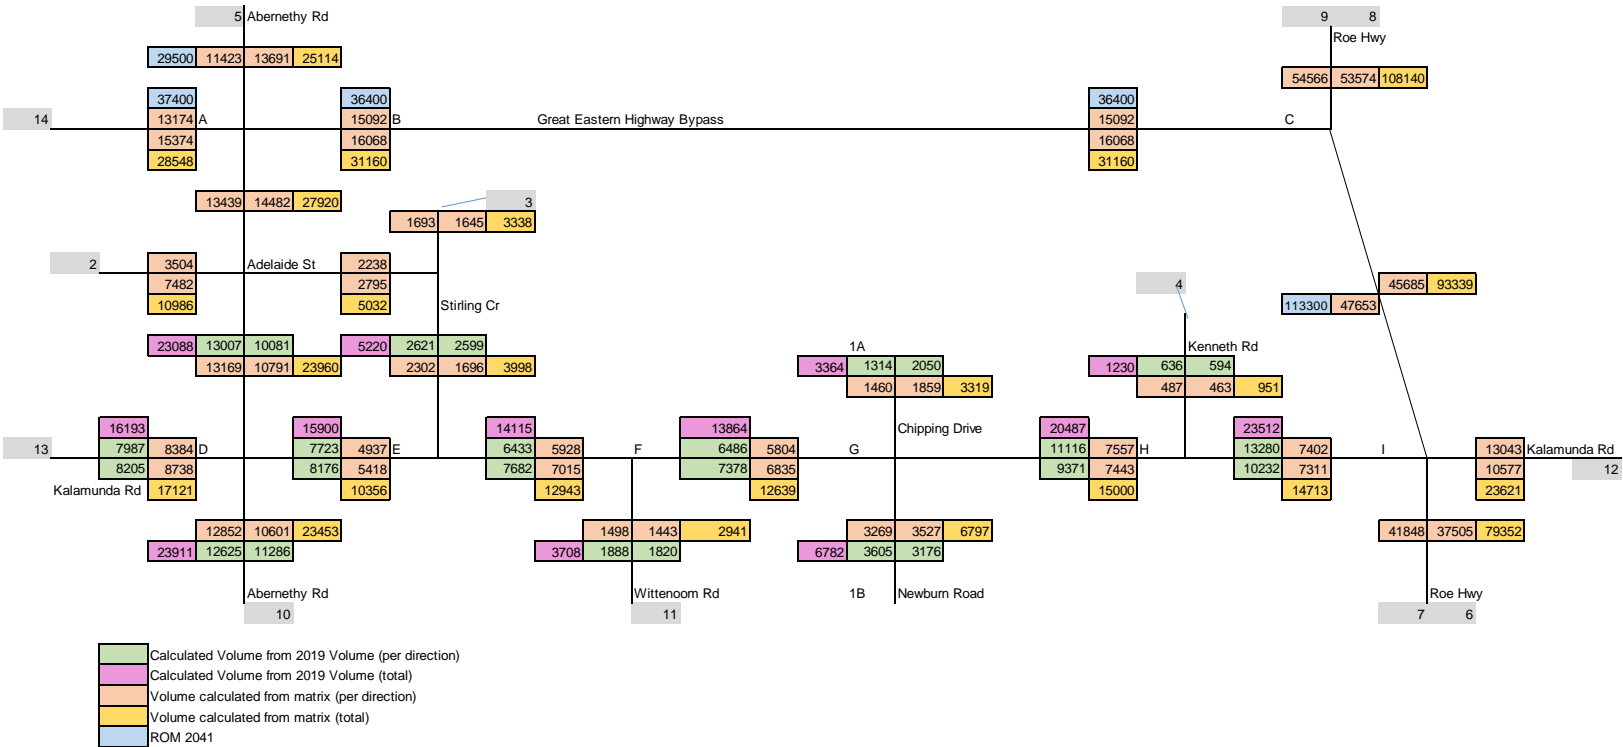 5 Abernethy Rd
9 8
Roe Hwy
29500 11423 13691 25114
54566 53574 108140
37400 36400 36400
14 13174 A 15092 B Great Eastern Highway Bypass 15092 C
15374 16068 16068
28548 31160 31160
13439 14482 27920
3
1693 1645 3338
2 3504 Adelaide St 2238
7482 2795
10986 5032
4
45685 93339
Stirling Cr
113300 47653
23088 13007 10081 5220 2621 2599
1A Kenneth Rd
13169 10791 23960 2302 1696 3998
3364 1314 2050 1230 636 594
1460 1859 3319 487 463 951
16193 15900 14115 13864 Chipping Drive 20487 23512
13 7987 8384 D 7723 4937 E 6433 5928 F 6486 5804 G 11116 7557 H 13280 7402 I 13043 Kalamunda Rd
8205 8738 8176 5418 7682 7015 7378 6835 9371 7443 10232 7311 10577 12
Kalamunda Rd 17121 10356 12943 12639 15000 14713 23621
12852 10601 23453 1498 1443 2941 3269 3527 6797 41848 37505 79352
23911 12625 11286 3708 1888 1820 6782 3605 3176
Abernethy Rd Wittenoom Rd 1B Newburn Road Roe Hwy
10 11 7 6
Calculated Volume from 2019 Volume (per direction)
Calculated Volume from 2019 Volume (total)
Volume calculated from matrix (per direction)
Volume calculated from matrix (total)
ROM 2041